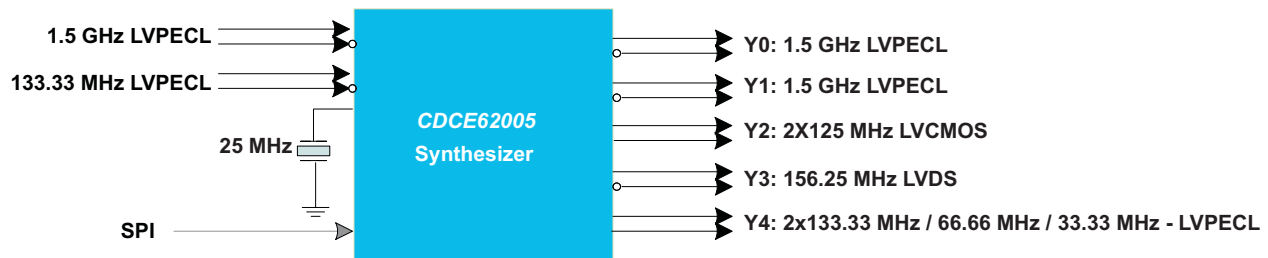 1.5 GHz LVPECL
133.33 MHz LVPECL
25 MHz
SPI
CDCE62005
Synthesizer
Y0: 1.5 GHz LVPECL
Y1: 1.5 GHz LVPECL
Y2: 2X125 MHz LVCMOS
Y3: 156.25 MHz LVDS
Y4: 2x133.33 MHz / 66.66 MHz / 33.33 MHz - LVPECL